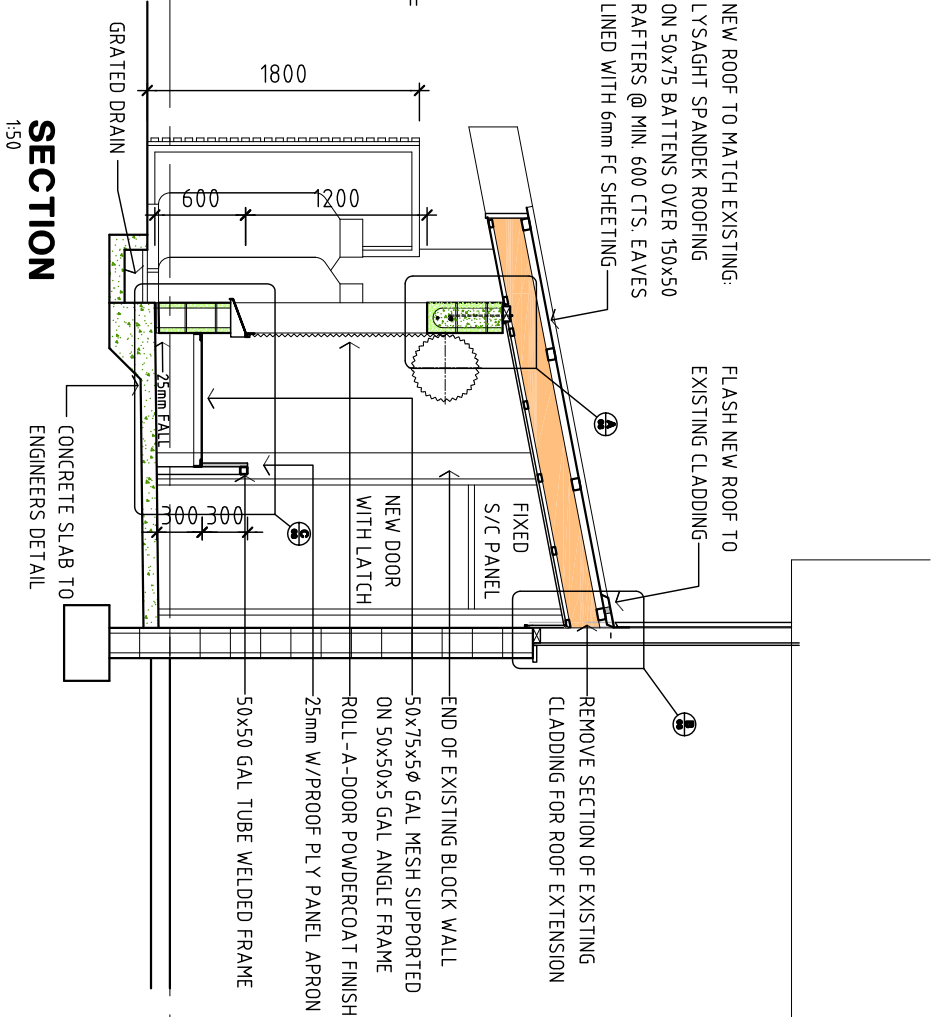 NEW ROOF TO MATCH EXISTING:
LYSAGHT SPANDEK ROOFING
ON 50x75 BATTENS OVER 150x50
RAFTERS @ MIN. 600 CTS. EAVES
LINED WITH 6mm FC SHEETING
FLASH NEW ROOF TO
EXISTING CLADDING
A
B
C
REMOVE SECTION OF EXISTING
CLADDING FOR ROOF EXTENSION
END OF EXISTING BLOCK WALL
50x75x5Ø GAL MESH SUPPORTED
ON 50x50x5 GAL ANGLE FRAME
ROLL-A-DOOR POWDERCOAT FINISH
25mm W/PROOF PLY PANEL APRON
50x50 GAL TUBE WELDED FRAME
FIXED
S/C PANEL
NEW DOOR
WITH LATCH
1800
1200
600
300
300
25mm FALL
GRATED DRAIN
CONCRETE SLAB TO
ENGINEERS DETAIL
SECTION
1:50